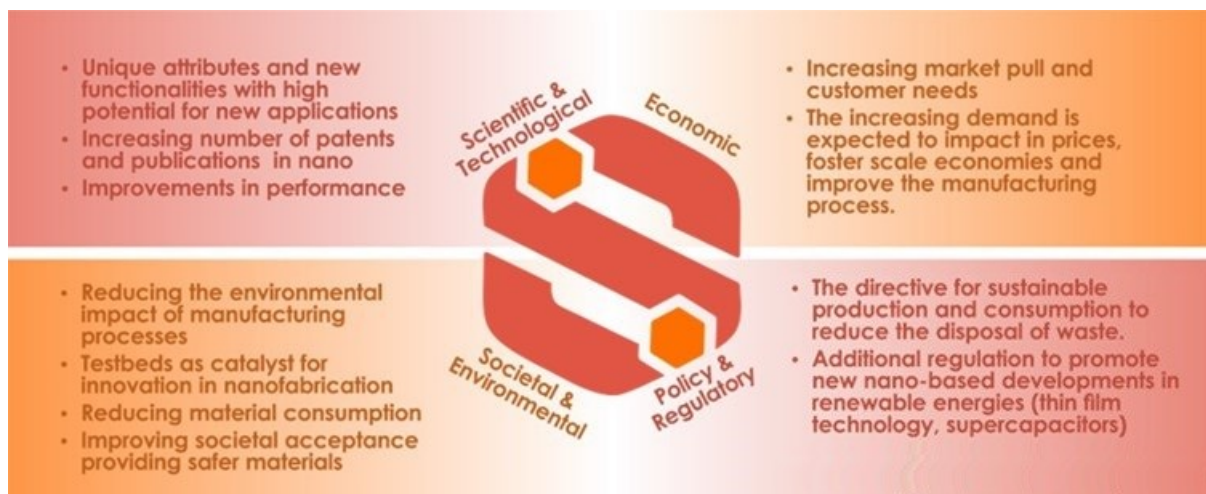 • Unique attributes and new
functionalities with high
potential for new applications
• Increasing number of patents
and publications in nano
• Improvements in performance
Scientific &
Technological
Economic
• Increasing market pull and
customer needs
• The increasing demand is
expected to impact in prices,
foster scale economies and
improve the manufacturing
process.
• Reducing the environmental
impact of manufacturing
processes
• Testbeds as catalyst for
innovation in nanofabrication
• Reducing material consumption
• Improving societal acceptance
providing safer materials
Societal &
Environmental
Policy &
Regulatory
• The directive for sustainable
production and consumption to
reduce the disposal of waste.
• Additional regulation to promote
new nano-based developments in
renewable energies (thin film
technology, supercapacitors)